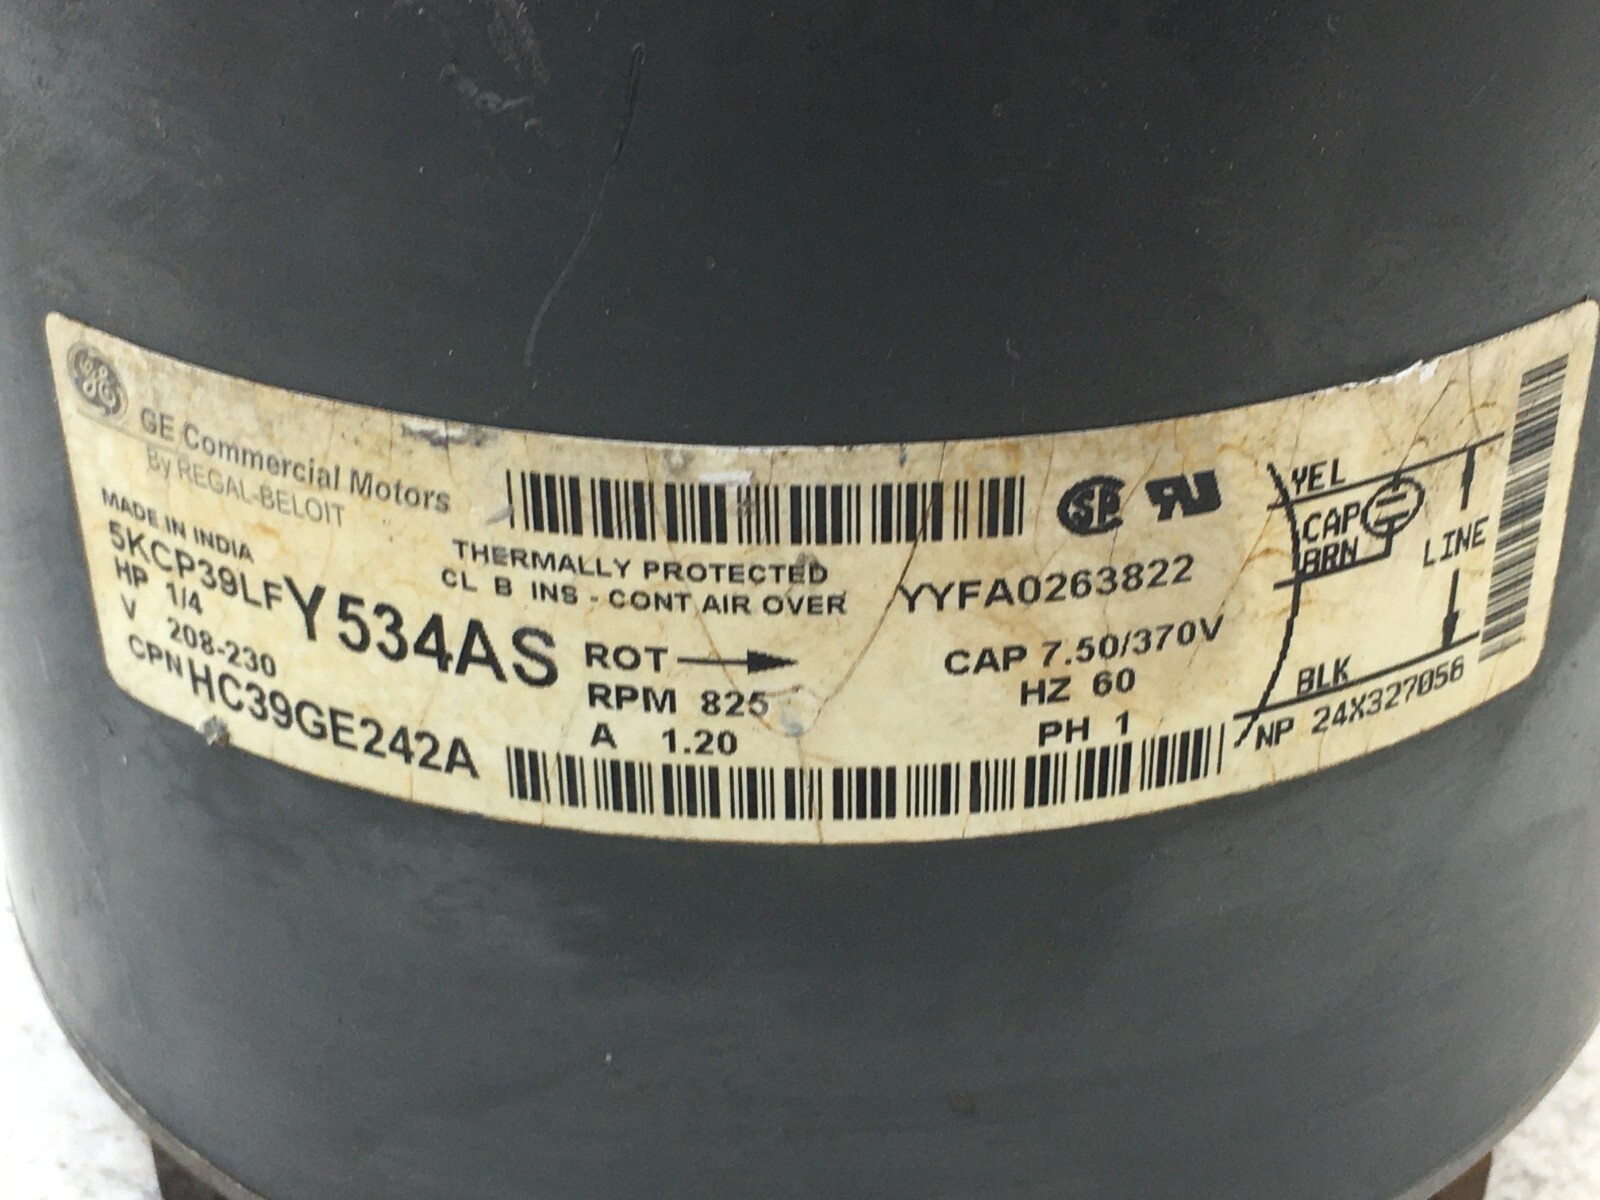 GE
GE Commercial Motors
By REGAL-BELOIT
MADE IN INDIA
5KCP39LFY534AS
HP 1/4
V 208-230
CPN HC39GE242A
THERMALLY PROTECTED
CL B INS - CONT AIR OVER
ROT
RPM 825
A 1.20
YYFA0263822
CAP 7.50/370V
HZ 60
PH 1
YEL
CAP
BRN
LINE
BLK
NP 24X327056